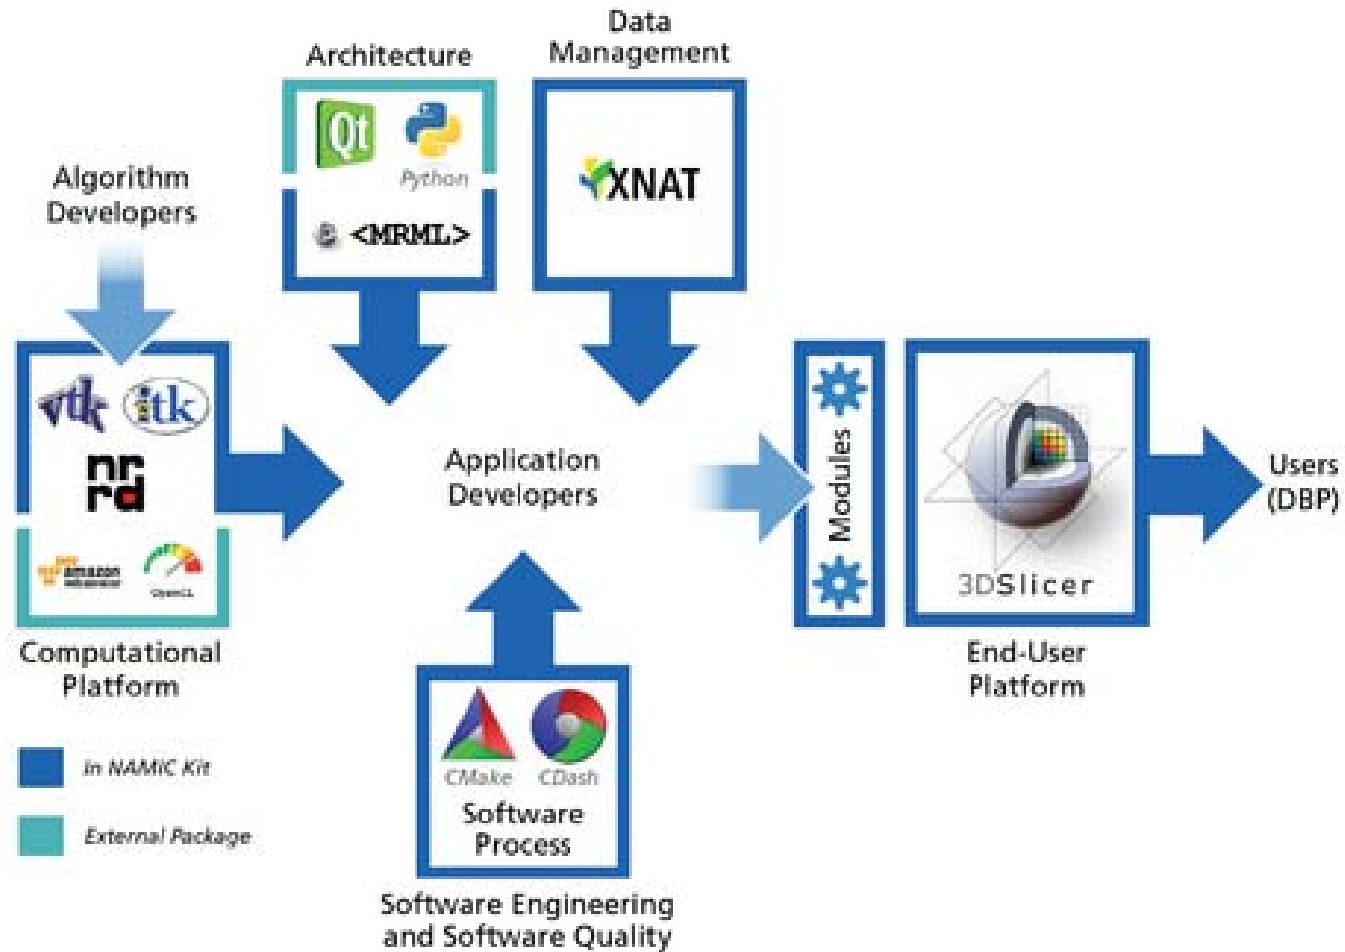 Data
Management
Architecture
Qt
Python
<MRML>
XNAT
Algorithm
Developers
vtk
itk
nr
rd
amazon
OpenCL
Computational
Platform
Application
Developers
Modules
3DSlicer
End-User
Platform
Users
(DBP)
CMake CDash
Software
Process
Software Engineering
and Software Quality
In NAMIC Kit
External Package